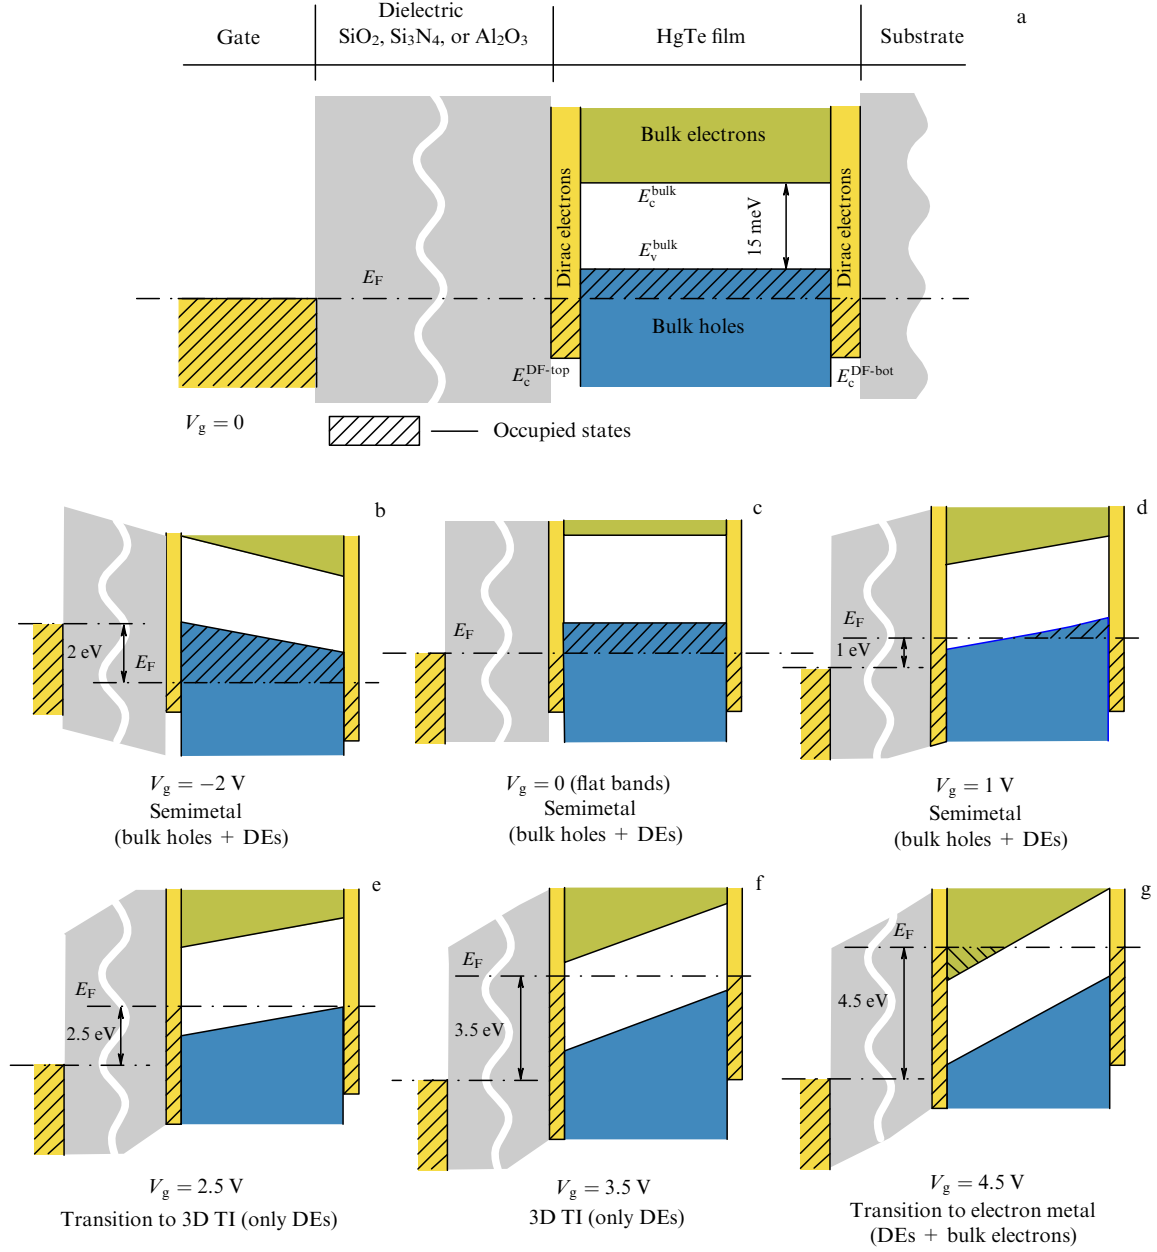 a
Gate
Dielectric
SiO₂, Si₃N₄, or Al₂O₃
HgTe film
Substrate
Bulk electrons
Dirac electrons
Dirac electrons
E_c^bulk
E_v^bulk
15 meV
E_F
Bulk holes
E_c^DF-top
E_c^DF-bot
V_g = 0
Occupied states
b
2 eV
E_F
V_g = −2 V
Semimetal
(bulk holes + DEs)
c
E_F
V_g = 0 (flat bands)
Semimetal
(bulk holes + DEs)
d
E_F
1 eV
V_g = 1 V
Semimetal
(bulk holes + DEs)
e
E_F
2.5 eV
V_g = 2.5 V
Transition to 3D TI (only DEs)
f
E_F
3.5 eV
V_g = 3.5 V
3D TI (only DEs)
g
E_F
4.5 eV
V_g = 4.5 V
Transition to electron metal
(DEs + bulk electrons)